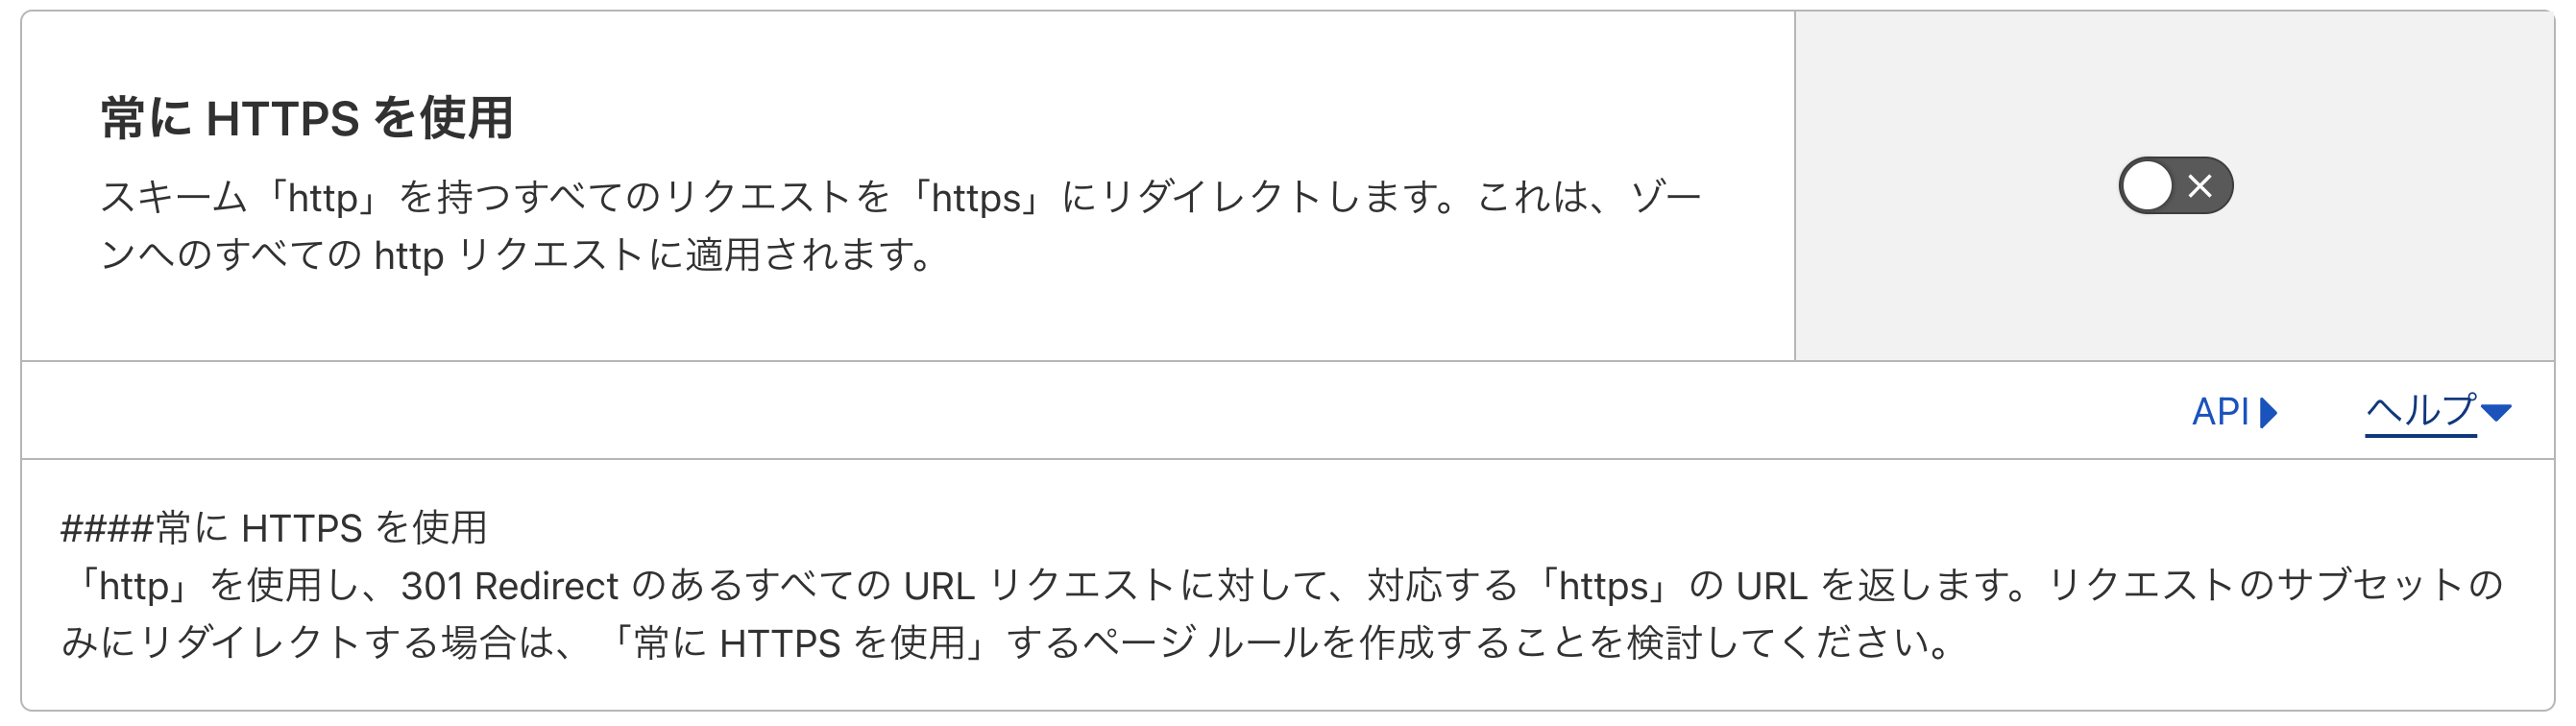 常に HTTPS を使用
スキーム「http」を持つすべてのリクエストを「https」にリダイレクトします。これは、ゾー
ンへのすべての http リクエストに適用されます。
API
ヘルプ
####常に HTTPS を使用
「http」を使用し、301 Redirect のあるすべての URL リクエストに対して、対応する「https」の URL を返します。リクエストのサブセットの
みにリダイレクトする場合は、「常に HTTPS を使用」するページ ルールを作成することを検討してください。